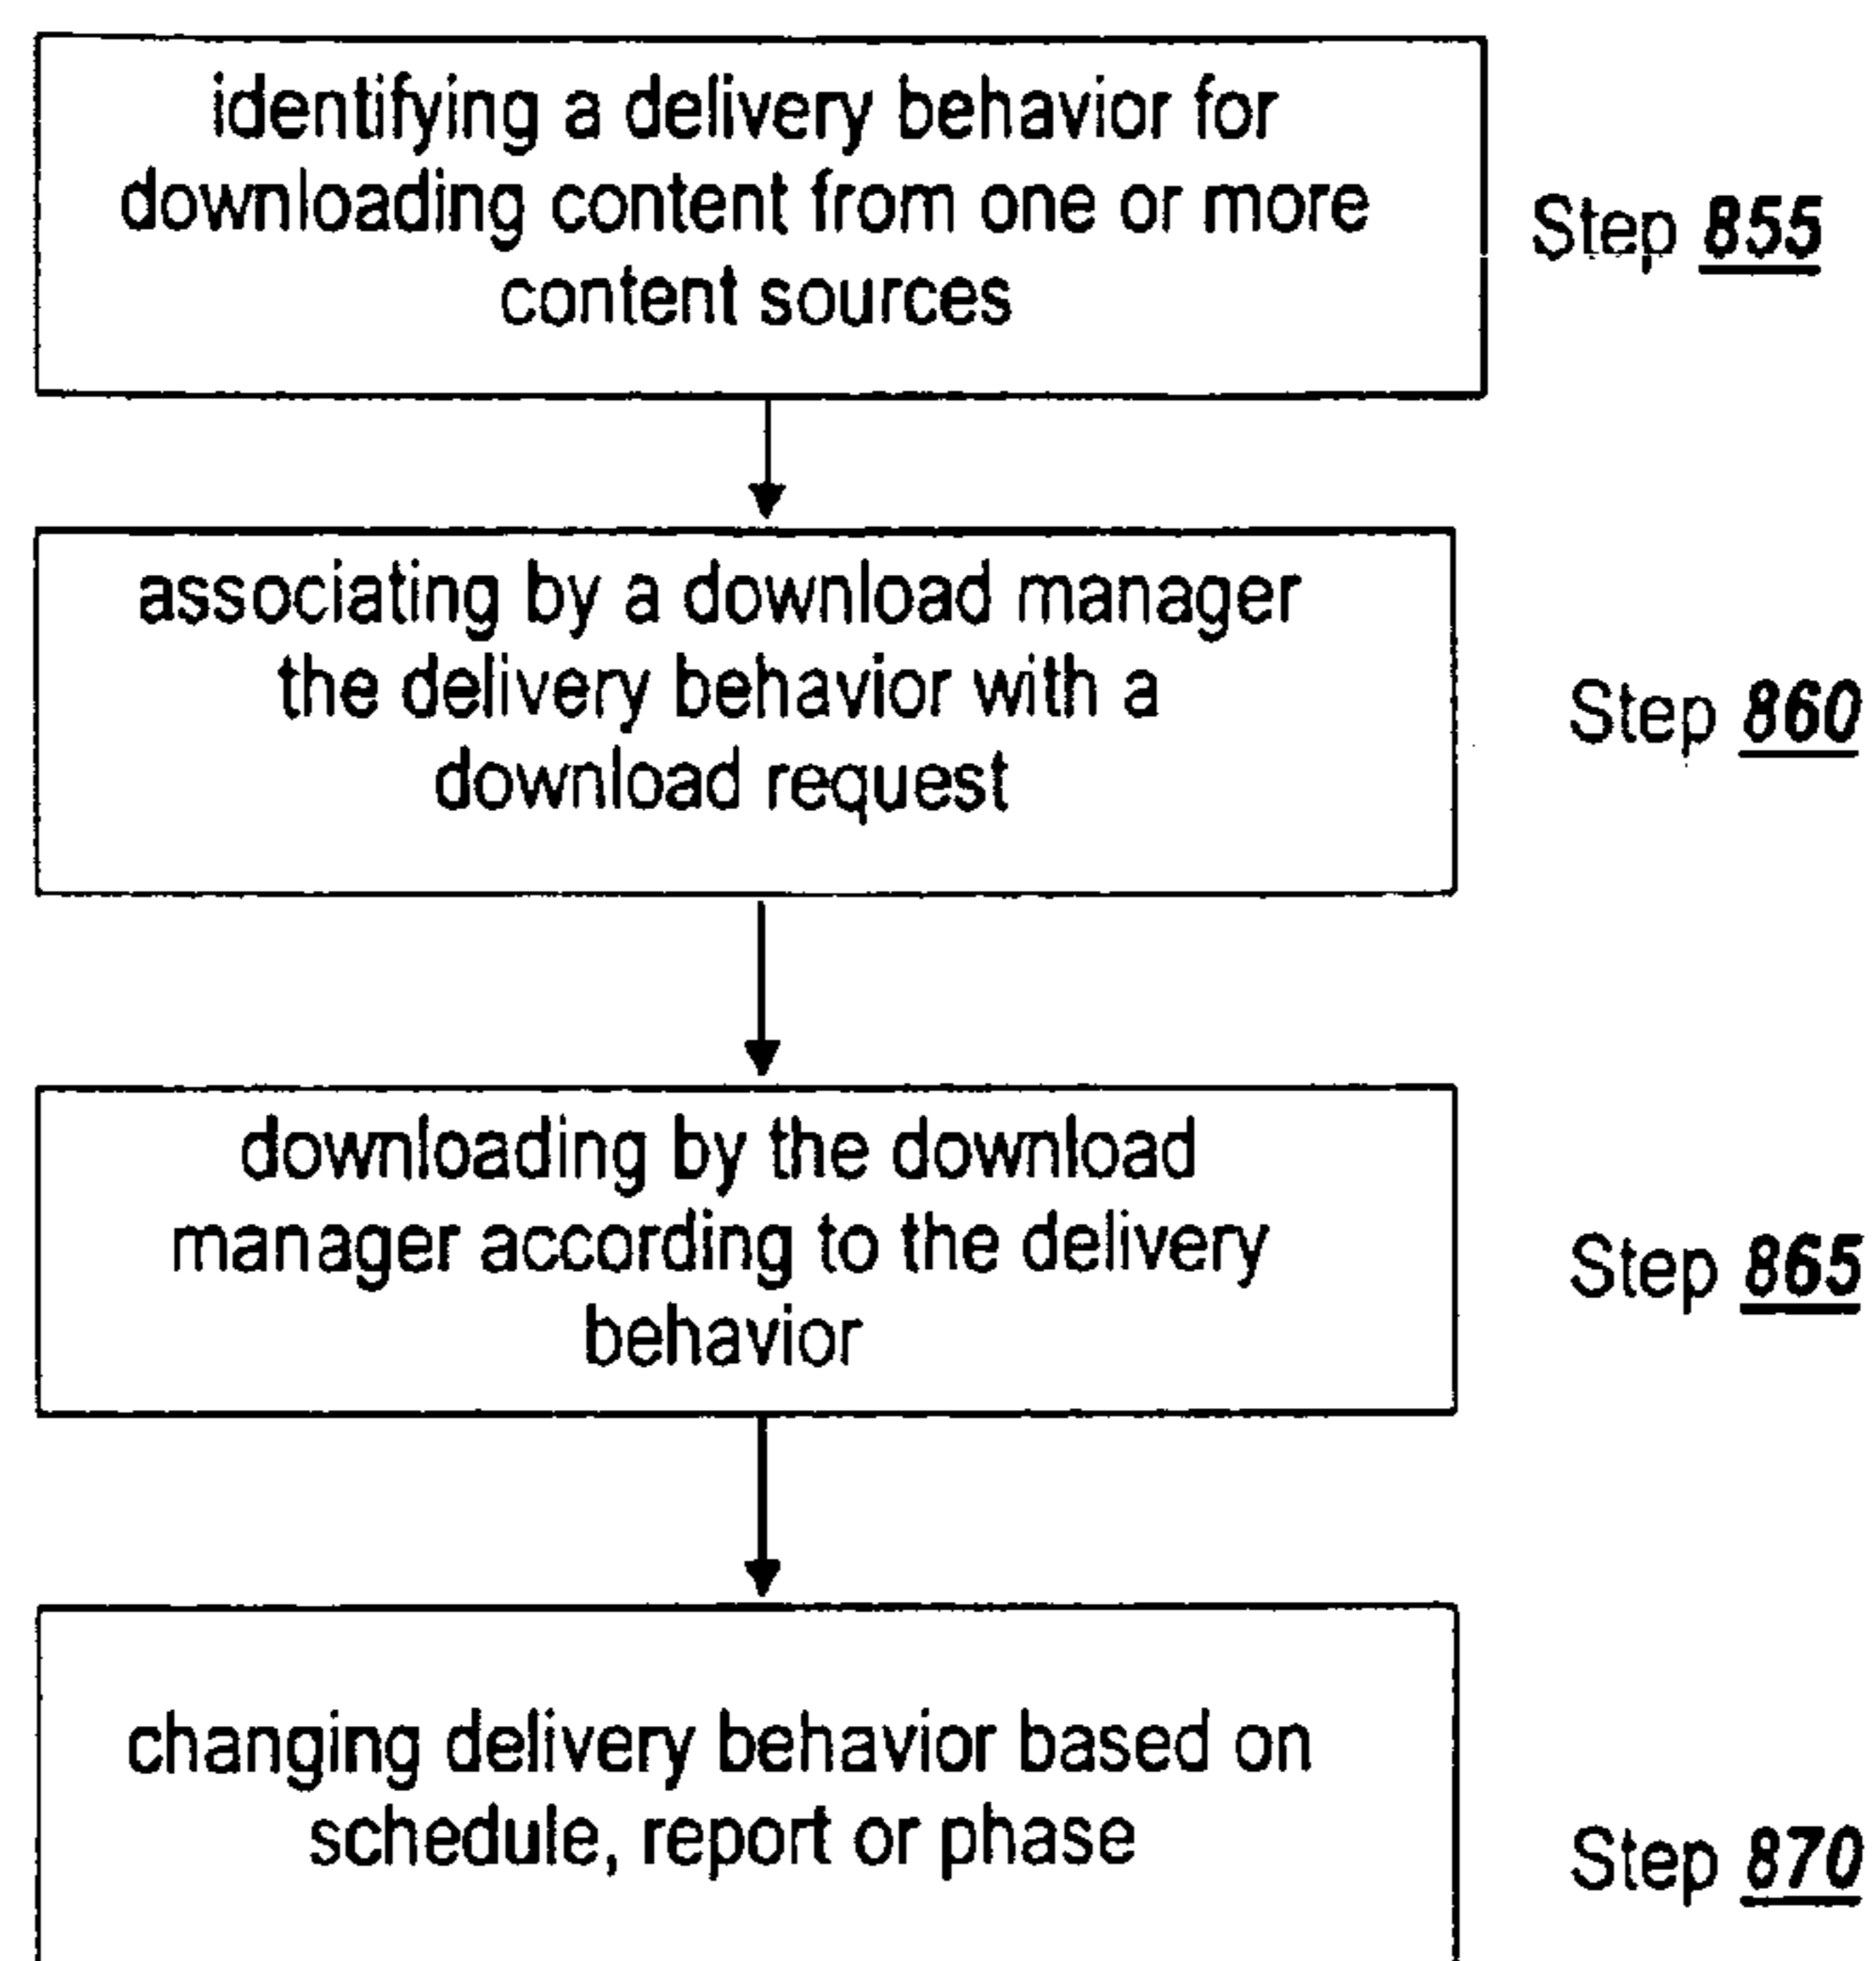 identifying a delivery behavior for
downloading content from one or more
content sources
Step 855
associating by a download manager
the delivery behavior with a
download request
Step 860
downloading by the download
manager according to the delivery
behavior
Step 865
changing delivery behavior based on
schedule, report or phase
Step 870